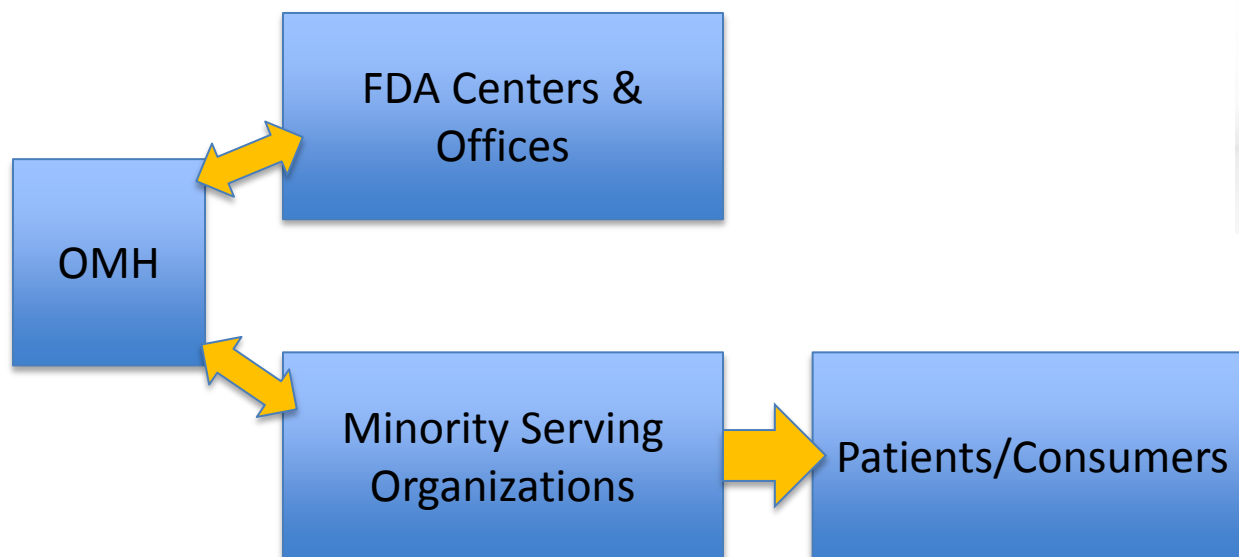 FDA Centers &
Offices
OMH
Minority Serving
Organizations
Patients/Consumers